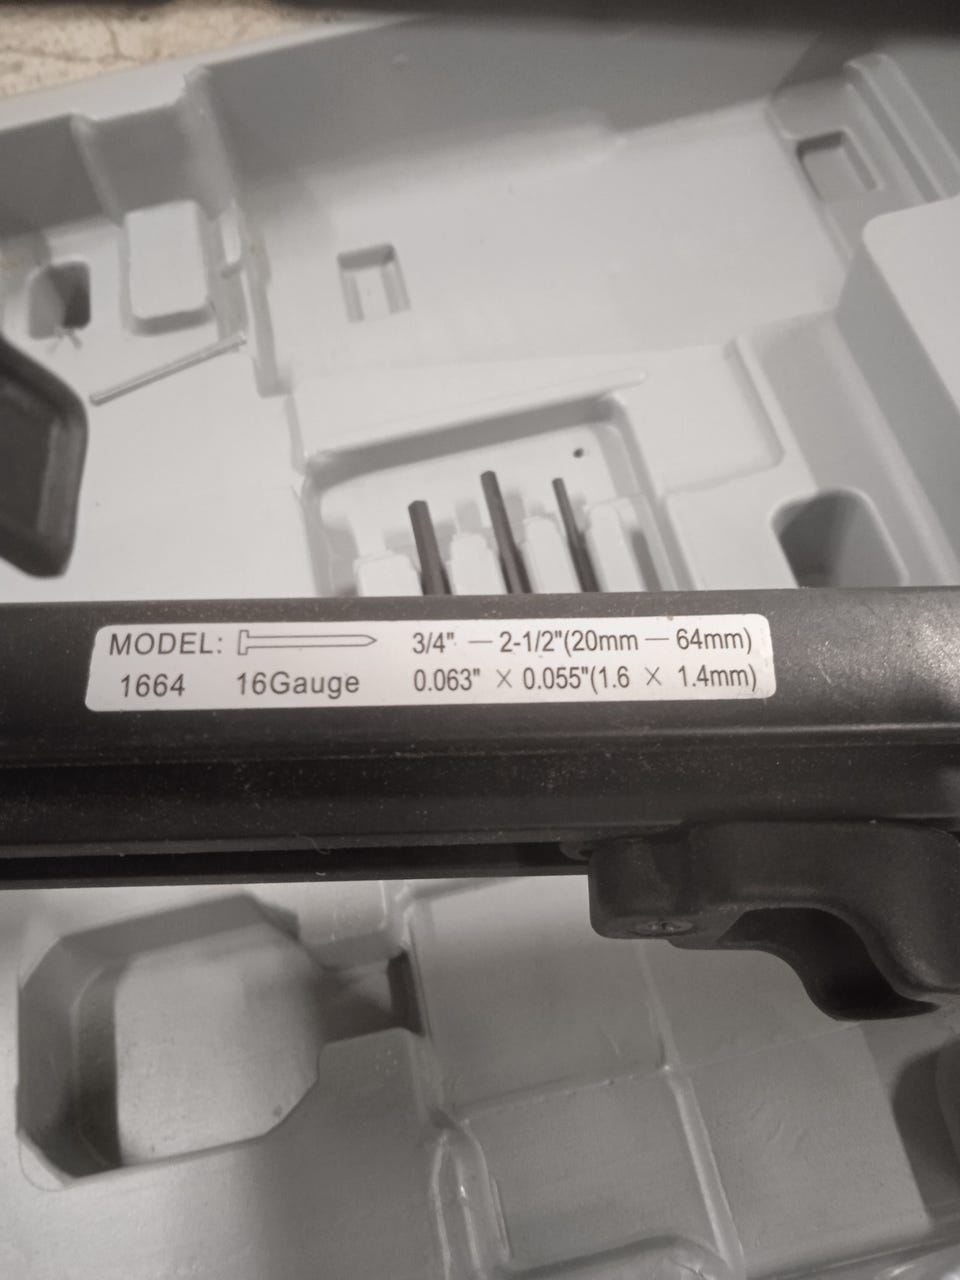 MODEL: 3/4" — 2-1/2"(20mm — 64mm)
1664 16Gauge 0.063" × 0.055"(1.6 × 1.4mm)